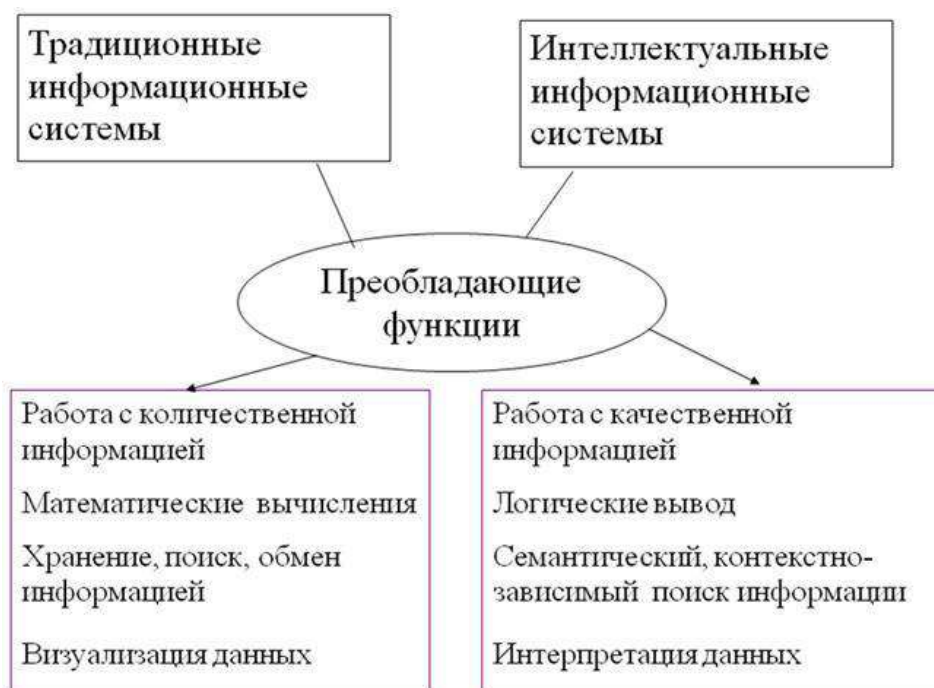 Традиционные
информационные
системы
Интеллектуальные
информационные
системы
Преобладающие
функции
Работа с количественной
информацией
Математические вычисления
Хранение, поиск, обмен
информацией
Визуализация данных
Работа с качественной
информацией
Логические вывод
Семантический, контекстно-
зависимый поиск информации
Интерпретация данных